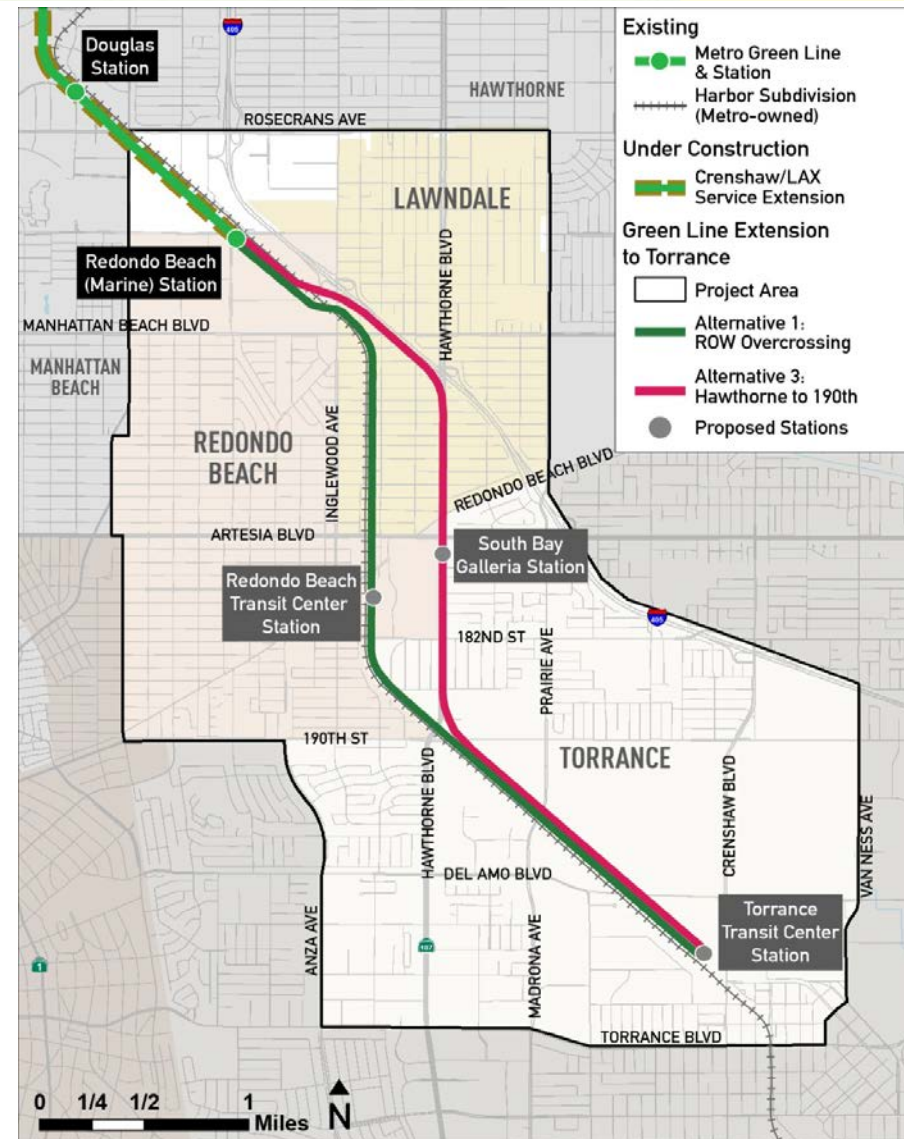 Douglas
Station
405
HAWTHORNE
ROSECRANS AVE
LAWNDALE
HAWTHORNE BLVD
Redondo Beach
(Marine) Station
MANHATTAN BEACH BLVD
MANHATTAN
BEACH
REDONDO
BEACH
INGLEWOOD AVE
REDONDO BEACH BLVD
ARTESIA BLVD
South Bay
Galleria Station
Redondo Beach
Transit Center
Station
405
182ND ST
PRAIRIE AVE
190TH ST
TORRANCE
HAWTHORNE BLVD
CRENSHAW BLVD
VAN NESS AVE
DEL AMO BLVD
ANZA AVE
107
MADRONA AVE
Torrance
Transit Center
Station
1
TORRANCE BLVD
0 1/4 1/2 1
Miles
N
Existing
Metro Green Line
& Station
Harbor Subdivision
(Metro-owned)
Under Construction
Crenshaw/LAX
Service Extension
Green Line Extension
to Torrance
Project Area
Alternative 1:
ROW Overcrossing
Alternative 3:
Hawthorne to 190th
Proposed Stations